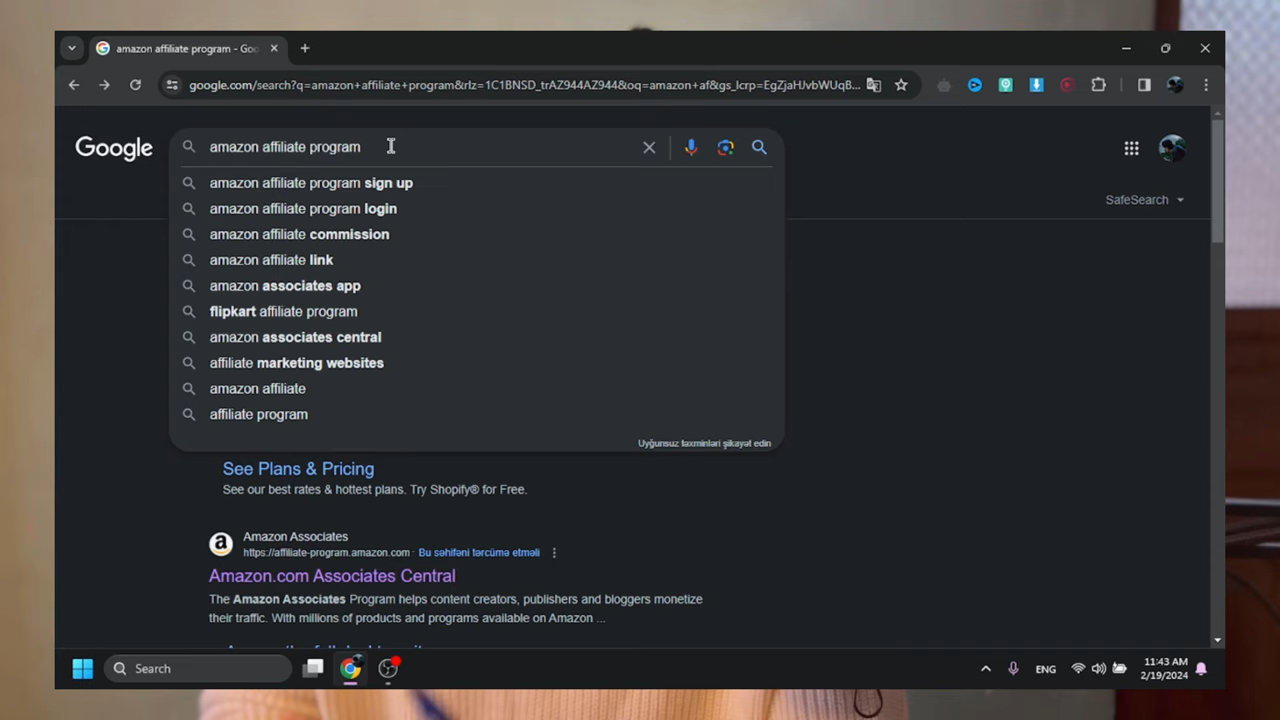 amazon affiliate program - Goo
google.com/search?q=amazon+affiliate+program&rlz=1C1BNSD_trAZ944AZ944&oq=amazon+af&gs_lcrp=EgZjaHJvbWUqB...
Google
amazon affiliate program
amazon affiliate program sign up
amazon affiliate program login
amazon affiliate commission
amazon affiliate link
amazon associates app
flipkart affiliate program
amazon associates central
affiliate marketing websites
amazon affiliate
affiliate program
Uyğunsuz təxminləri şikayət edin
SafeSearch
See Plans & Pricing
See our best rates & hottest plans. Try Shopify® for Free.
Amazon Associates
https://affiliate-program.amazon.com · Bu səhifəni tərcümə etməli
Amazon.com Associates Central
The Amazon Associates Program helps content creators, publishers and bloggers monetize
their traffic. With millions of products and programs available on Amazon ...
Search
ENG
11:43 AM
2/19/2024